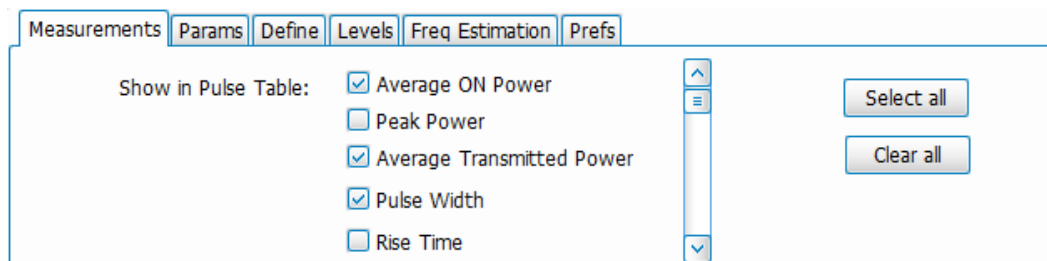 Measurements Params Define Levels Freq Estimation Prefs
Show in Pulse Table: Average ON Power Select all
Peak Power
Average Transmitted Power Clear all
Pulse Width
Rise Time